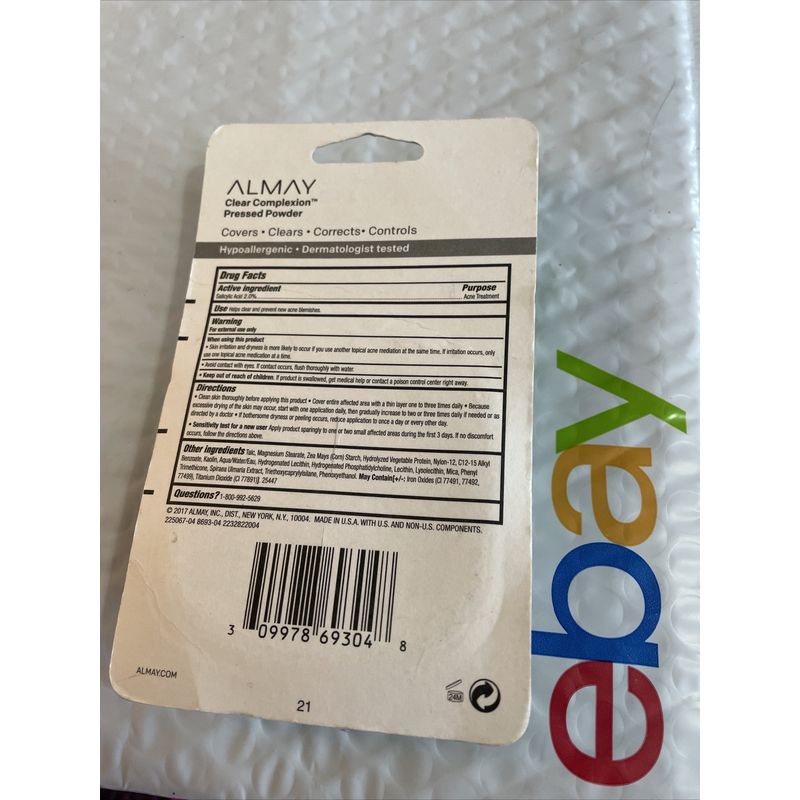 ALMAY
Clear Complexion™
Pressed Powder
Covers • Clears • Corrects • Controls
Hypoallergenic • Dermatologist tested
Drug Facts
Active ingredient Purpose
Salicylic Acid 2.0% Acne Treatment
Use Helps clear and prevent new acne blemishes.
Warning
For external use only
When using this product
• Skin irritation and dryness is more likely to occur if you use another topical acne mediation at the same time. If irritation occurs, only
use one topical acne medication at a time.
• Avoid contact with eyes. If contact occurs, flush thoroughly with water.
• Keep out of reach of children. If product is swallowed, get medical help or contact a poison control center right away.
Directions
• Clean skin thoroughly before applying this product • Cover entire affected area with a thin layer one to three times daily • Because
excessive drying of the skin may occur, start with one application daily, then gradually increase to two or three times daily if needed or as
directed by a doctor • If bothersome dryness or peeling occurs, reduce application to once a day or every other day.
• Sensitivity test for a new user Apply product sparingly to one or two small affected areas during the first 3 days. If no discomfort
occurs, follow the directions above.
Other ingredients Talc, Magnesium Stearate, Zea Mays (Corn) Starch, Hydrolyzed Vegetable Protein, Nylon-12, C12-15 Alkyl
Benzoate, Kaolin, Aqua/Water/Eau, Hydrogenated Lecithin, Hydrogenated Phosphatidylcholine, Lecithin, Lysolecithin, Mica, Phenyl
Trimethicone, Spiraea Ulmaria Extract, Triethoxycaprylylsilane, Phenoxyethanol. May Contain[+/-: Iron Oxides (CI 77491, 77492,
77499), Titanium Dioxide (CI 77891)]. 25447
Questions? 1-800-992-5629
© 2017 ALMAY, INC., DIST., NEW YORK, N.Y., 10004. MADE IN U.S.A. WITH U.S. AND NON-U.S. COMPONENTS.
225067-04 8693-04 2232822004
3 09978 69304 8
ALMAY.COM
21
24M
ebay